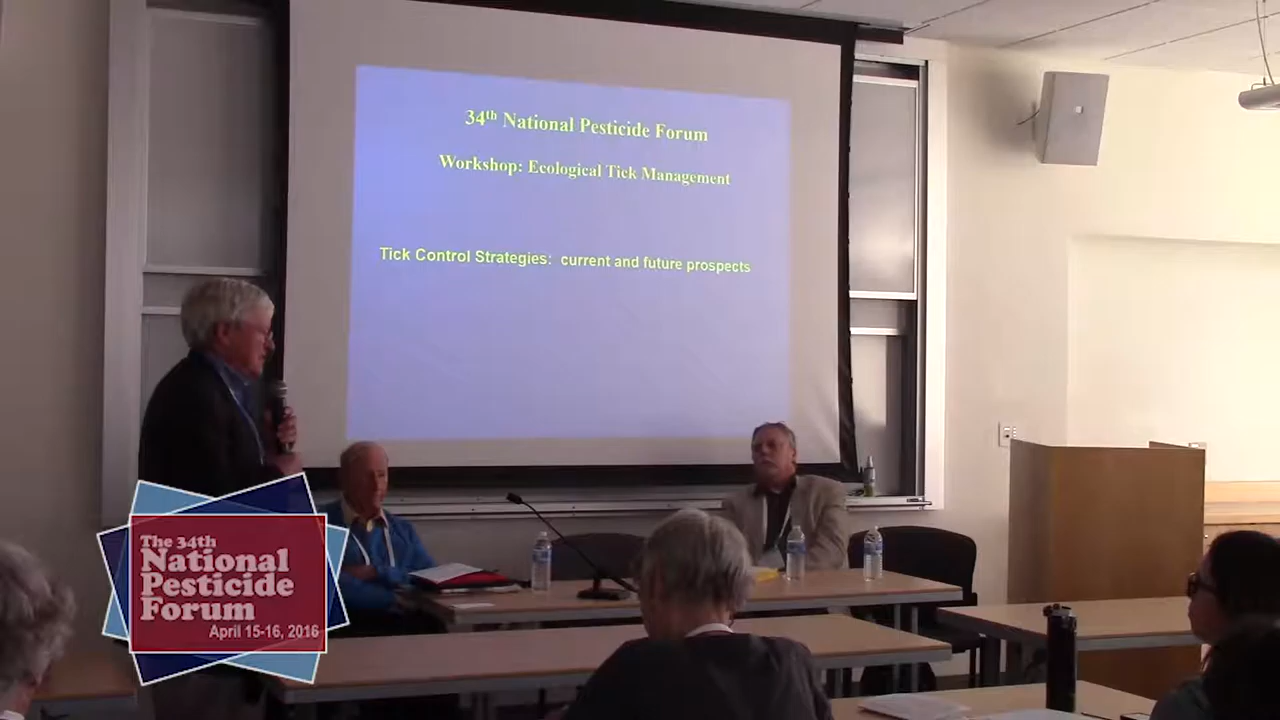 34th National Pesticide Forum
Workshop: Ecological Tick Management
Tick Control Strategies: current and future prospects
The 34th
National
Pesticide
Forum
April 15-16, 2016